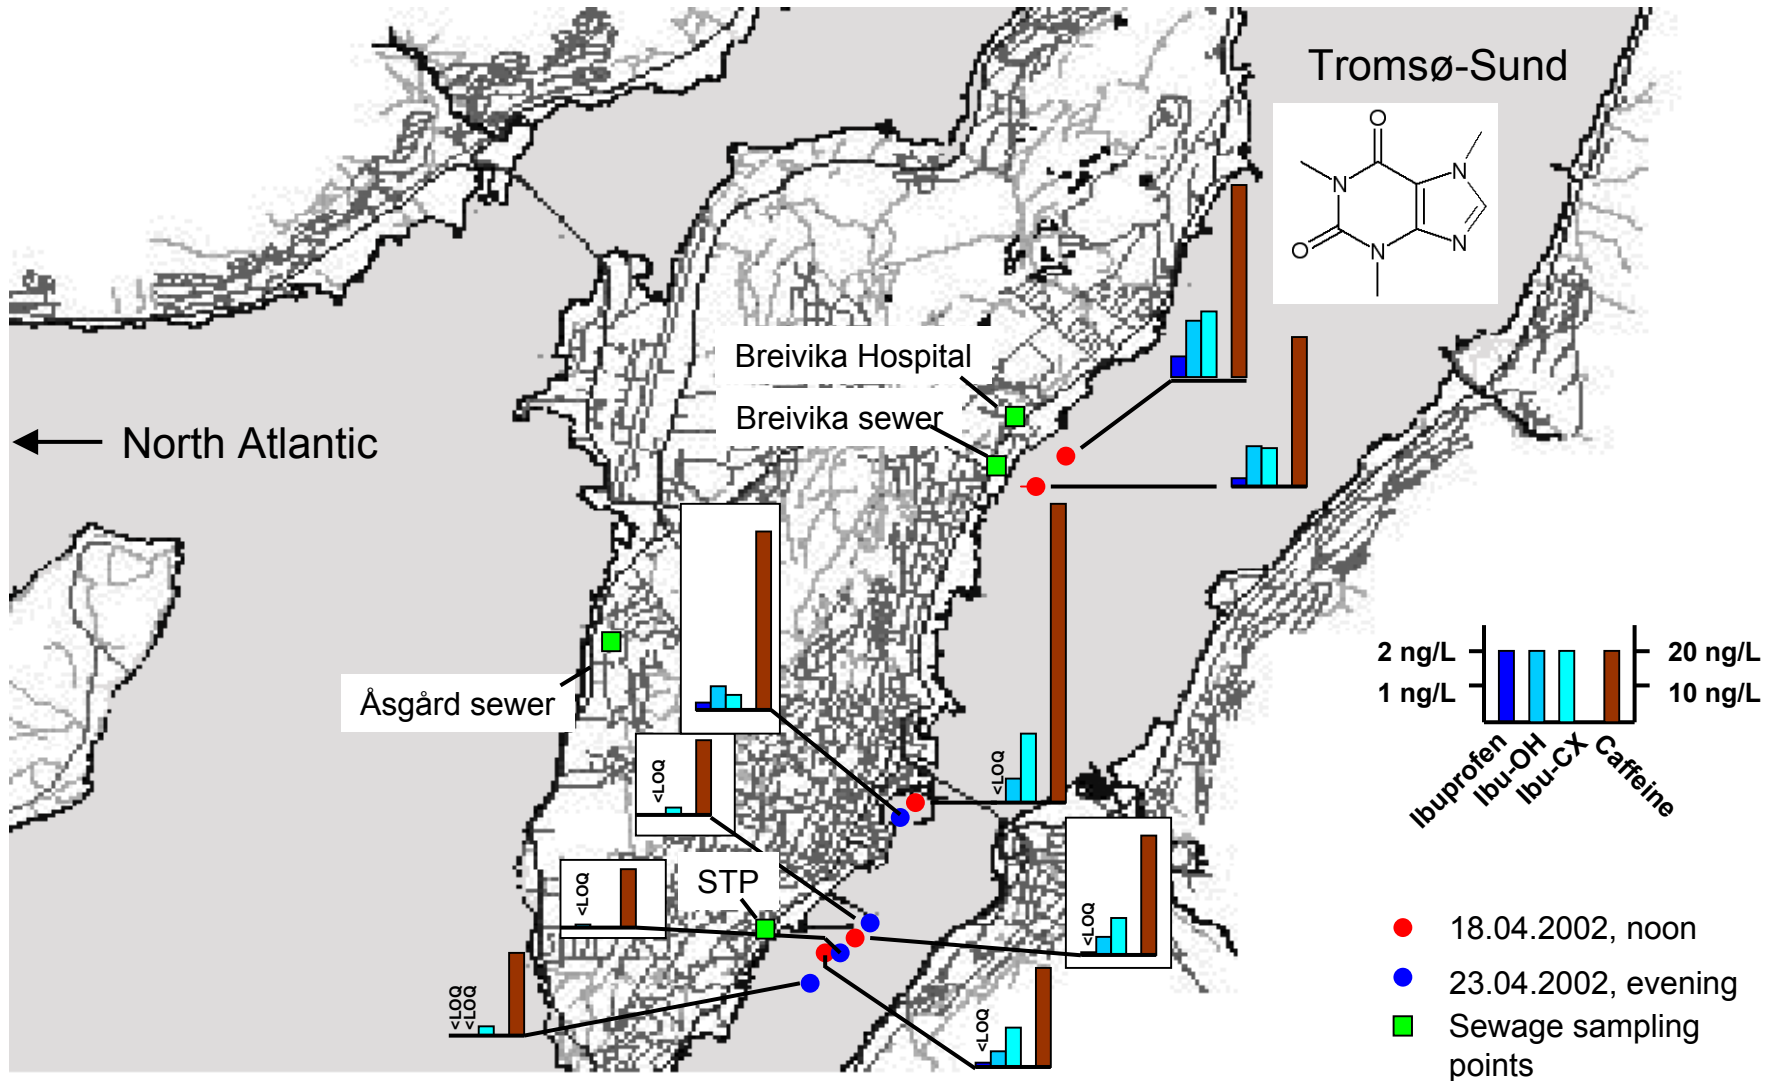 Tromsø-Sund
O
N
N
O
N
N
Breivika Hospital
Breivika sewer
North Atlantic
Åsgård sewer
2 ng/L
20 ng/L
1 ng/L
10 ng/L
Ibuprofen
Ibu-OH
Ibu-CX
Caffeine
<LOQ
<LOQ
STP
<LOQ
<LOQ
<LOQ
<LOQ
<LOQ
18.04.2002, noon
23.04.2002, evening
Sewage sampling
points